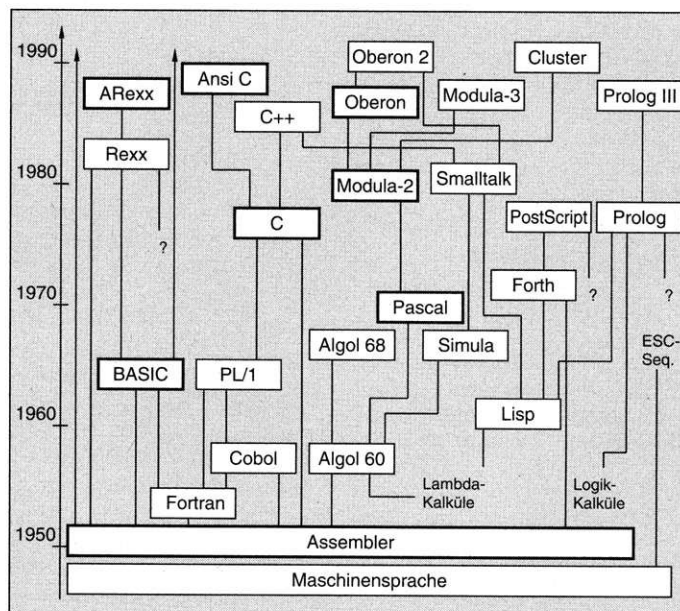 1990
Oberon 2
Cluster
Ansi C
ARexx
Oberon
Modula-3
Prolog III
C++
Rexx
1980
Modula-2
Smalltalk
C
PostScript
Prolog
?
Forth
?
?
1970
Pascal
Algol 68
Simula
ESC-
Seq.
BASIC
PL/1
1960
Lisp
Cobol
Algol 60
Lambda-
Kalküle
Logik-
Kalküle
Fortran
1950
Assembler
Maschinensprache